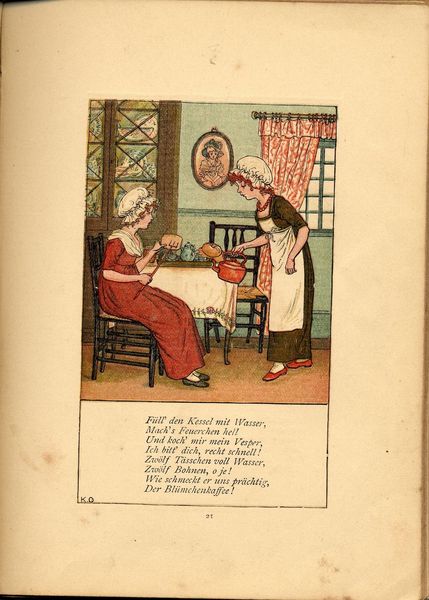 Füll' den Kessel mit Wasser,
Mach's Feuerchen hell!
Und koch' mir mein Vesper,
Ich bitt' dich, recht schnell!
Zwölf Tässchen voll Wasser,
Zwölf Bohnen, o je!
Wie schmeckt er uns prächtig,
Der Blümchenkaffee!
K.G
21